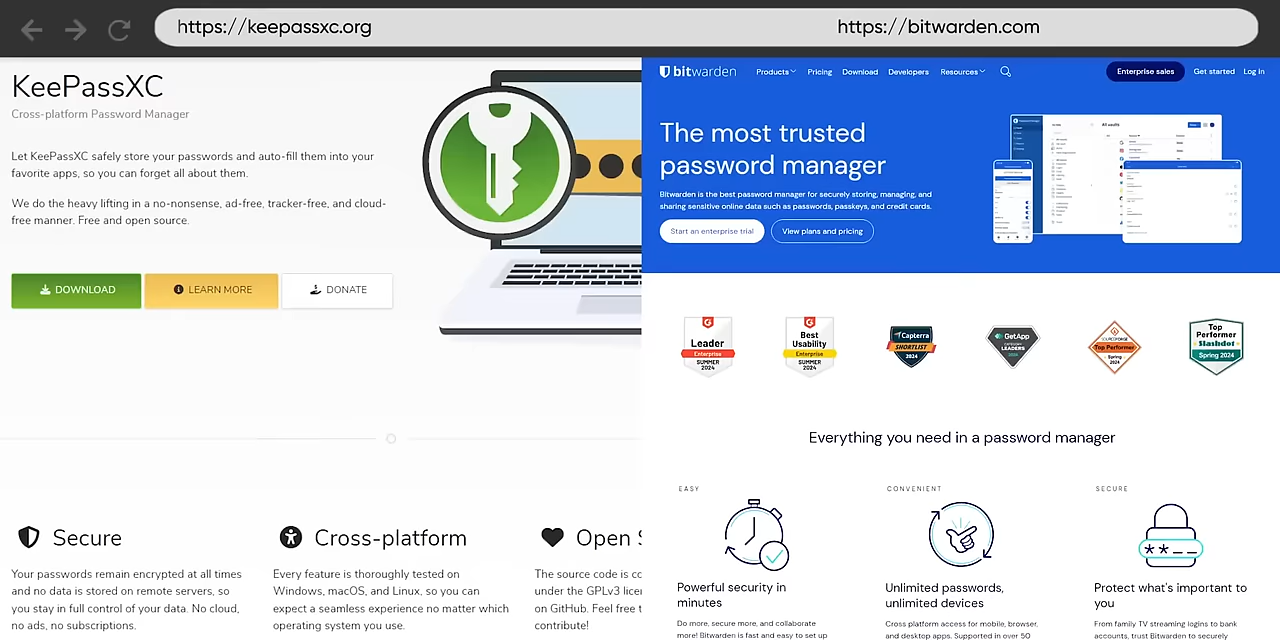 https://keepassxc.org
https://bitwarden.com
KeePassXC
Cross-platform Password Manager
Let KeePassXC safely store your passwords and auto-fill them into your
favorite apps, so you can forget all about them.
We do the heavy lifting in a no-nonsense, ad-free, tracker-free, and cloud-
free manner. Free and open source.
DOWNLOAD
LEARN MORE
DONATE
Secure
Your passwords remain encrypted at all times
and no data is stored on remote servers, so
you stay in full control of your data. No cloud,
no ads, no subscriptions.
Cross-platform
Every feature is thoroughly tested on
Windows, macOS, and Linux, so you can
expect a seamless experience no matter which
operating system you use.
Open S
The source code is co
under the GPLv3 licen
on GitHub. Feel free t
contribute!
bitwarden
Products
Pricing
Download
Developers
Resources
Enterprise sales
Get started
Log in
The most trusted
password manager
Bitwarden is the best password manager for securely storing, managing, and
sharing sensitive online data such as passwords, passkeys, and credit cards.
Start an enterprise trial
View plans and pricing
All vaults
Leader
Enterprise
SUMMER
2024
Best
Usability
Enterprise
SUMMER
2024
Capterra
SHORTLIST
2024
GetApp
CATEGORY
LEADERS
2024
SOURCEFORGE
Top Performer
Spring
2024
Top
Performer
Slashdot
Spring 2024
Everything you need in a password manager
EASY
Powerful security in
minutes
Do more, secure more, and collaborate
more! Bitwarden is fast and easy to set up
CONVENIENT
Unlimited passwords,
unlimited devices
Cross platform access for mobile, browser,
and desktop apps. Supported in over 50
SECURE
**__
Protect what's important to
you
From family TV streaming logins to bank
accounts, trust Bitwarden to securely